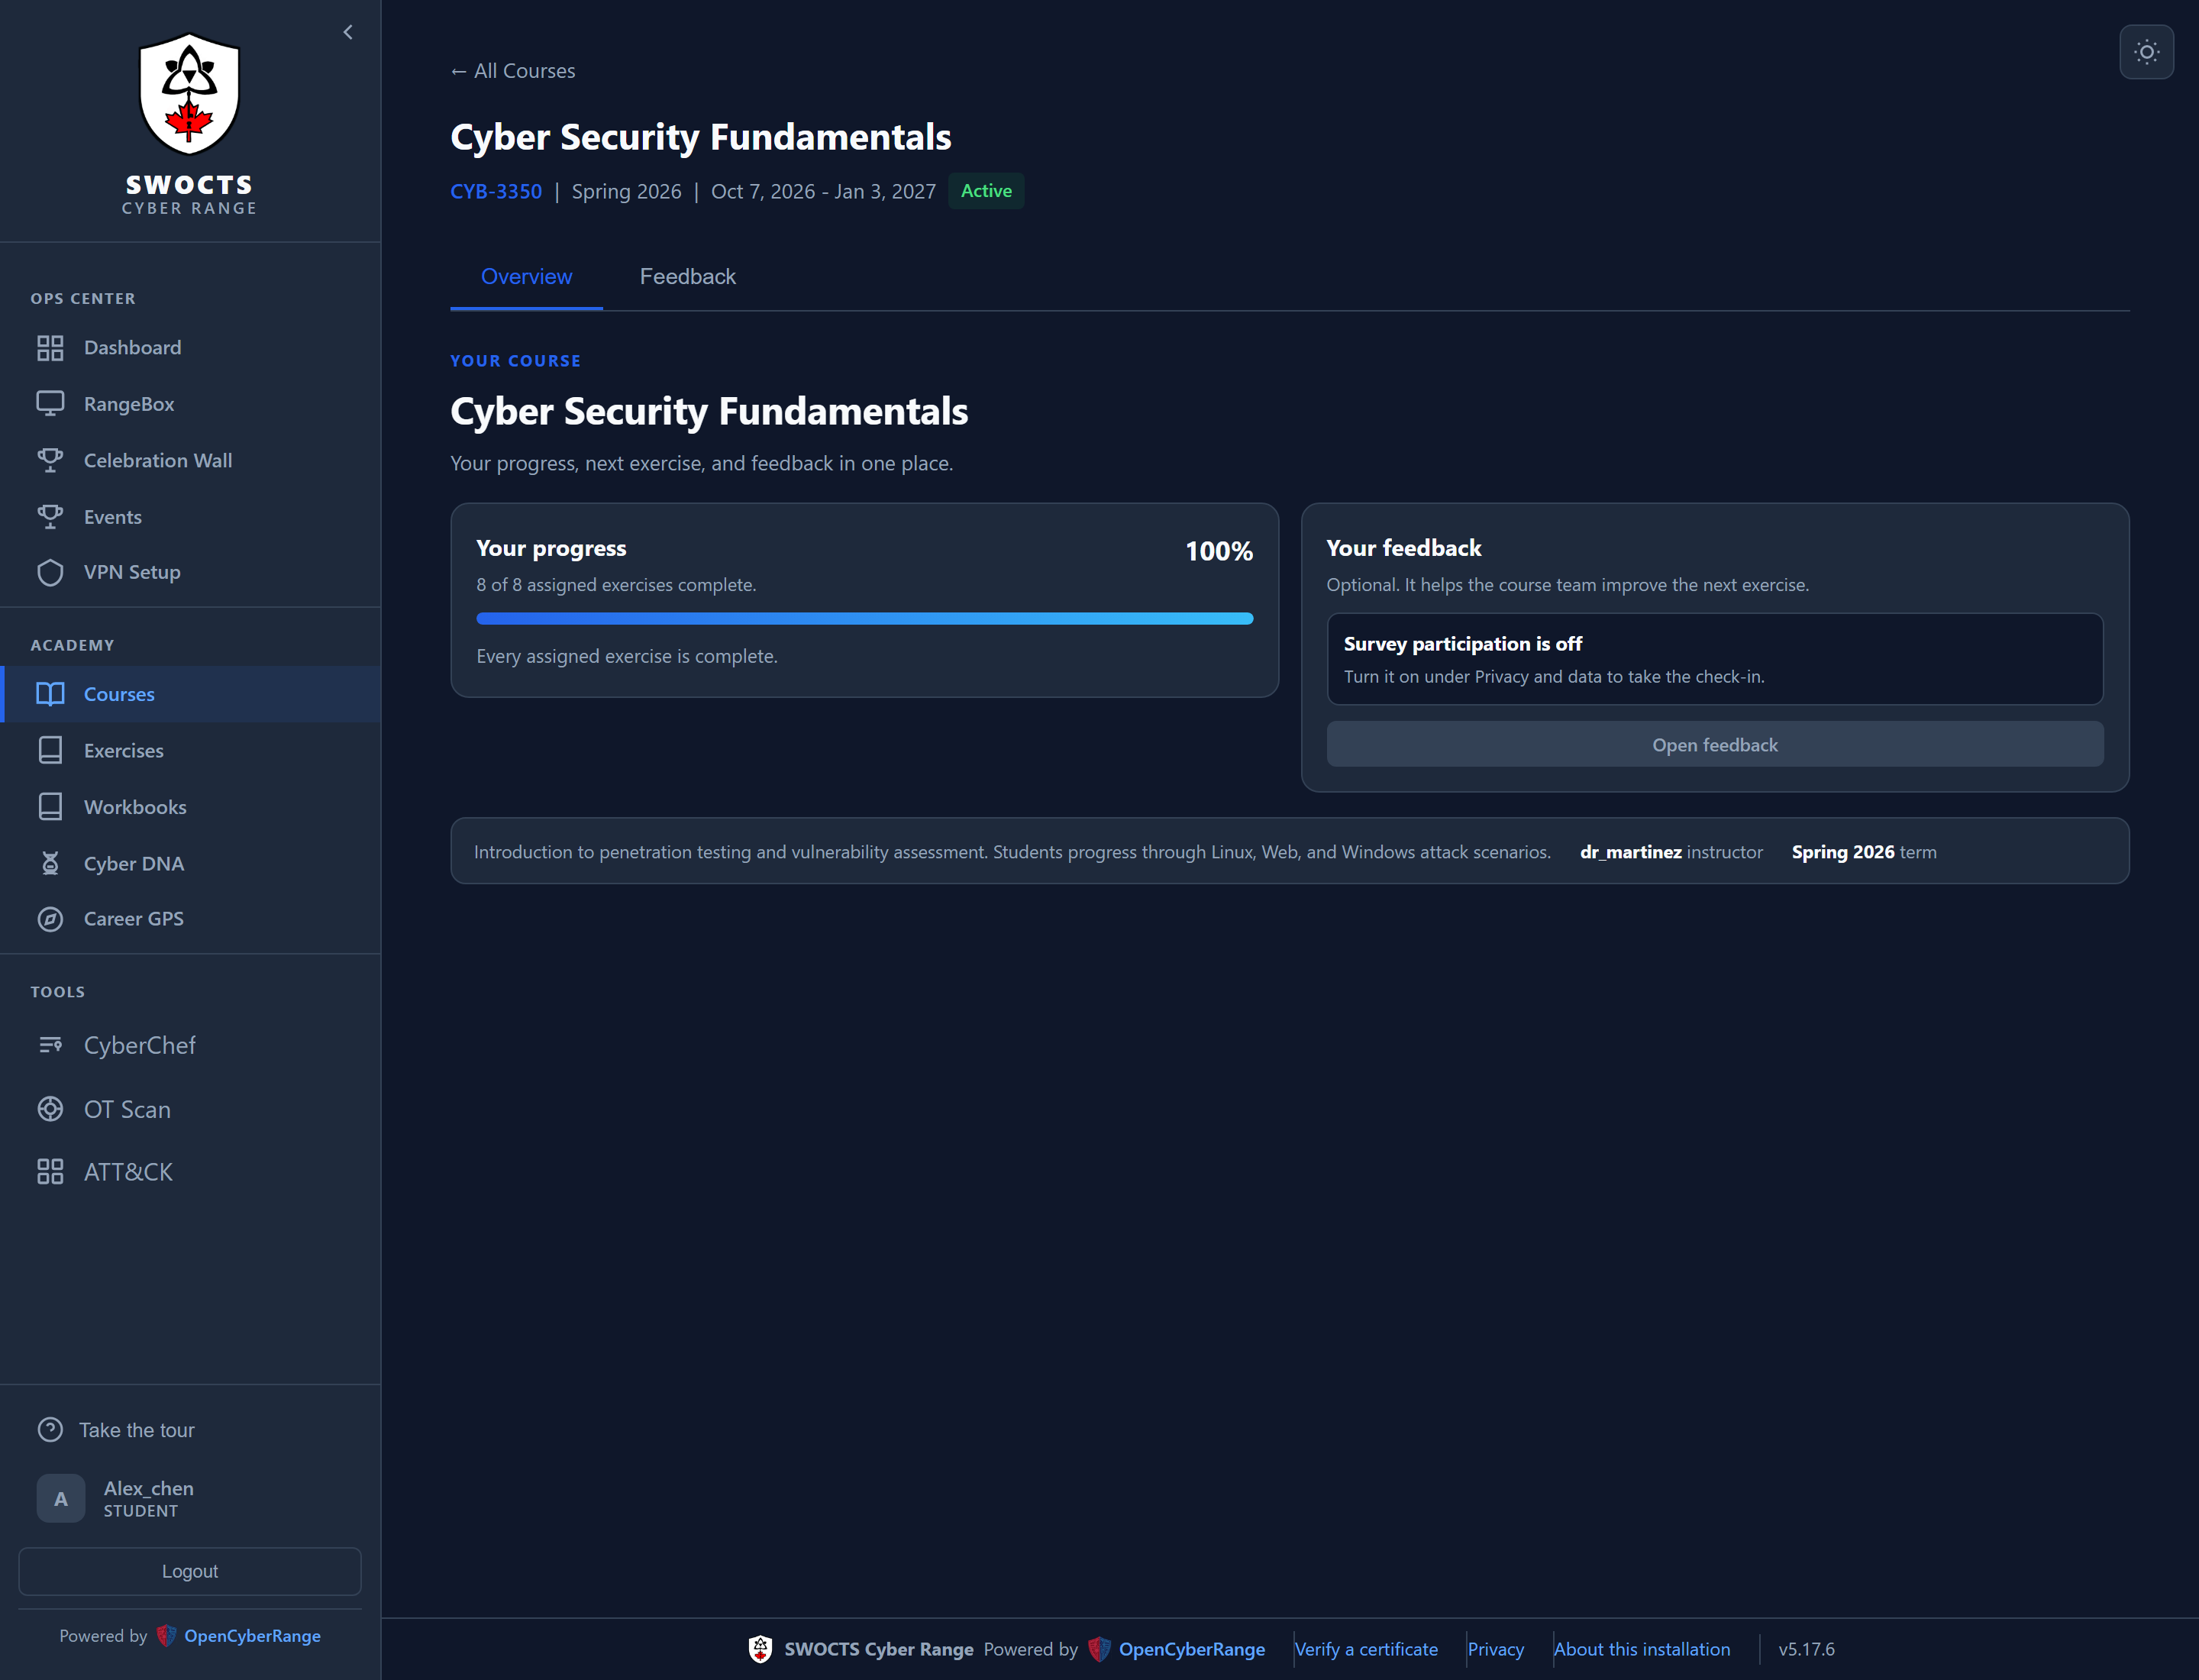 SWOCTS
CYBER RANGE
OPS CENTER
Dashboard
RangeBox
Celebration Wall
Events
VPN Setup
ACADEMY
Courses
Exercises
Workbooks
Cyber DNA
Career GPS
TOOLS
CyberChef
OT Scan
ATT&CK
Take the tour
A
Alex_chen
STUDENT
Logout
Powered by OpenCyberRange
← All Courses
Cyber Security Fundamentals
CYB-3350 | Spring 2026 | Oct 7, 2026 - Jan 3, 2027 Active
Overview Feedback
YOUR COURSE
Cyber Security Fundamentals
Your progress, next exercise, and feedback in one place.
Your progress 100%
8 of 8 assigned exercises complete.
Every assigned exercise is complete.
Your feedback
Optional. It helps the course team improve the next exercise.
Survey participation is off
Turn it on under Privacy and data to take the check-in.
Open feedback
Introduction to penetration testing and vulnerability assessment. Students progress through Linux, Web, and Windows attack scenarios. dr_martinez instructor Spring 2026 term
SWOCTS Cyber Range Powered by OpenCyberRange Verify a certificate Privacy About this installation v5.17.6